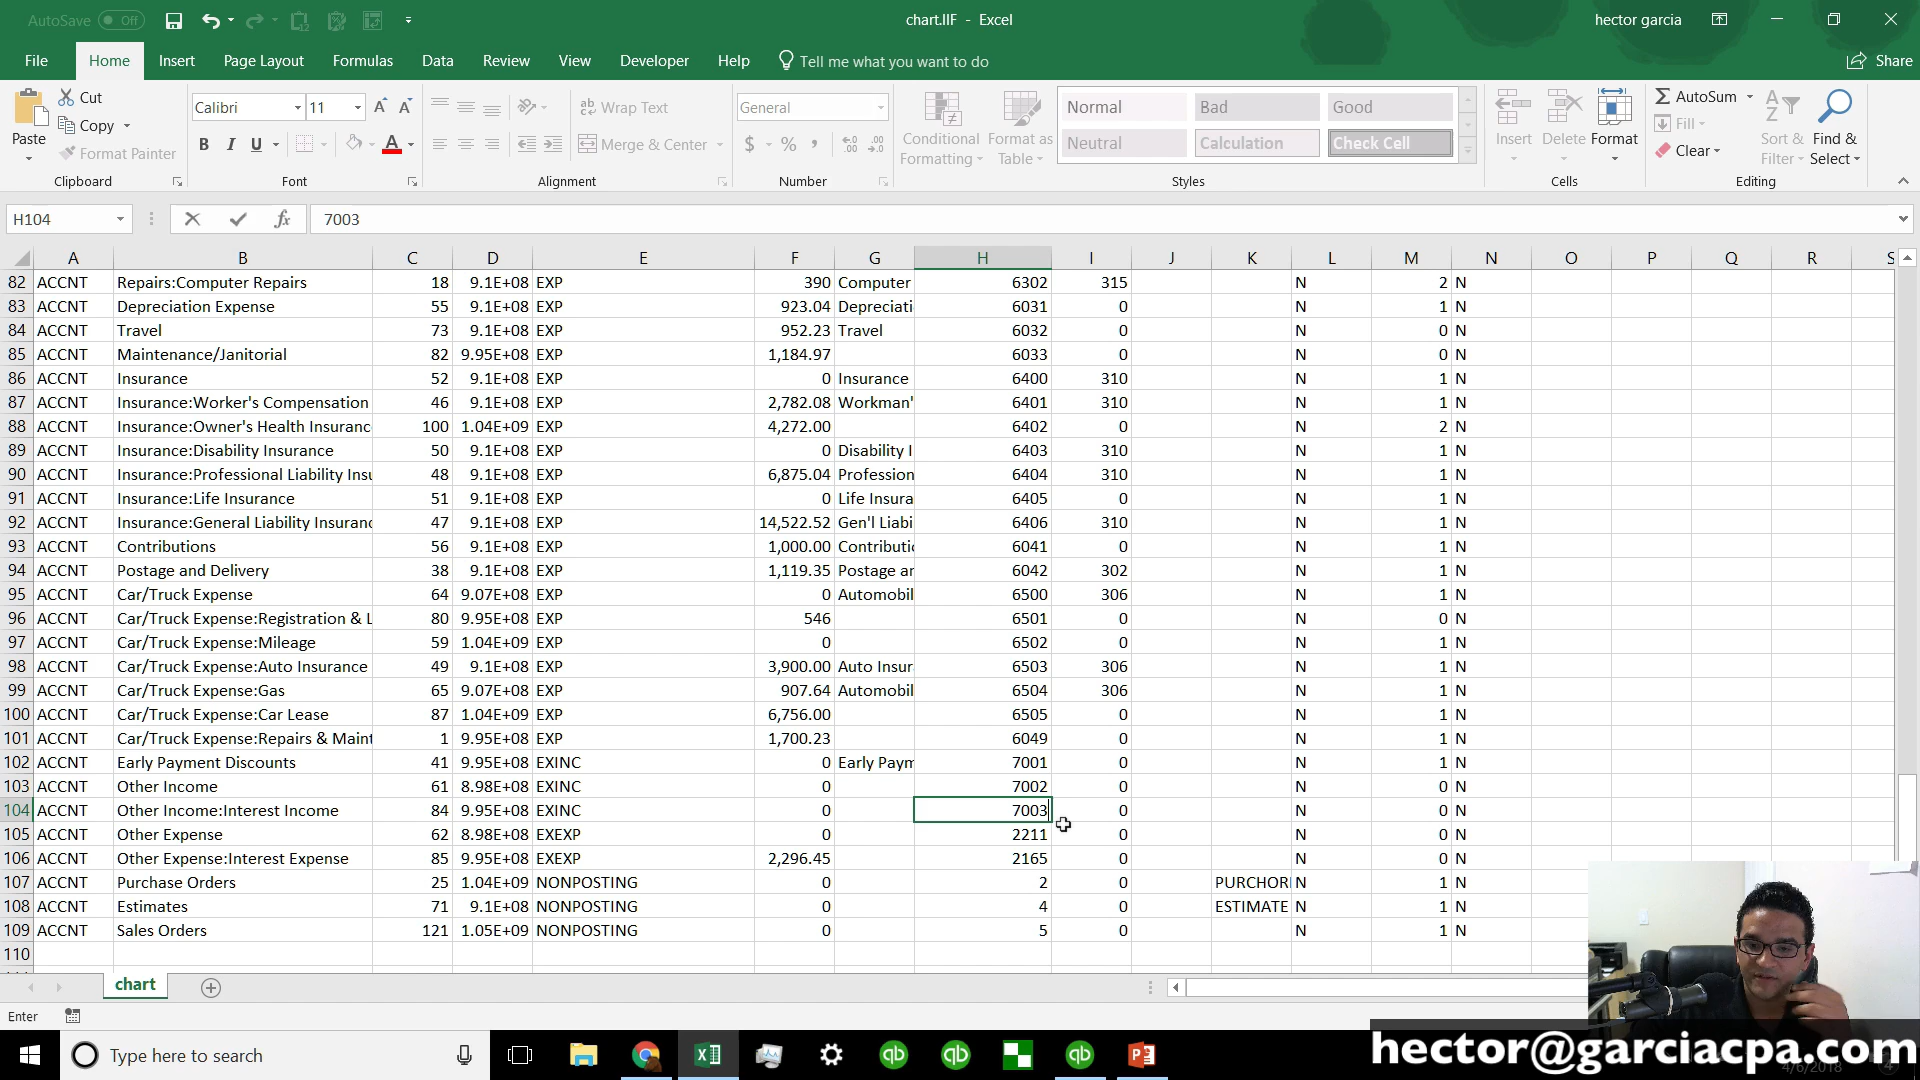 AutoSave Off
chart.IIF - Excel
hector garcia
File Home Insert Page Layout Formulas Data Review View Developer Help Tell me what you want to do Share
Paste
Cut
Copy
Format Painter
Clipboard
Calibri 11
B I U
Font
Wrap Text
Merge & Center
Alignment
General
$ % ,
Number
Conditional Formatting
Format as Table
Normal Bad Good
Neutral Calculation Check Cell
Styles
Insert Delete Format
Cells
AutoSum
Fill
Clear
Sort & Filter
Find & Select
Editing
H104 fx 7003
A B C D E F G H I J K L M N O P Q R S
82 ACCNT Repairs:Computer Repairs 18 9.1E+08 EXP 390 Computer 6302 315 N 2 N
83 ACCNT Depreciation Expense 55 9.1E+08 EXP 923.04 Depreciati 6031 0 N 1 N
84 ACCNT Travel 73 9.1E+08 EXP 952.23 Travel 6032 0 N 0 N
85 ACCNT Maintenance/Janitorial 82 9.95E+08 EXP 1,184.97 6033 0 N 0 N
86 ACCNT Insurance 52 9.1E+08 EXP 0 Insurance 6400 310 N 1 N
87 ACCNT Insurance:Worker's Compensation 46 9.1E+08 EXP 2,782.08 Workman' 6401 310 N 1 N
88 ACCNT Insurance:Owner's Health Insuranc 100 1.04E+09 EXP 4,272.00 6402 0 N 2 N
89 ACCNT Insurance:Disability Insurance 50 9.1E+08 EXP 0 Disability I 6403 310 N 1 N
90 ACCNT Insurance:Professional Liability Insu 48 9.1E+08 EXP 6,875.04 Profession 6404 310 N 1 N
91 ACCNT Insurance:Life Insurance 51 9.1E+08 EXP 0 Life Insura 6405 0 N 1 N
92 ACCNT Insurance:General Liability Insuranc 47 9.1E+08 EXP 14,522.52 Gen'l Liabi 6406 310 N 1 N
93 ACCNT Contributions 56 9.1E+08 EXP 1,000.00 Contributic 6041 0 N 1 N
94 ACCNT Postage and Delivery 38 9.1E+08 EXP 1,119.35 Postage ar 6042 302 N 1 N
95 ACCNT Car/Truck Expense 64 9.07E+08 EXP 0 Automobil 6500 306 N 1 N
96 ACCNT Car/Truck Expense:Registration & L 80 9.95E+08 EXP 546 6501 0 N 0 N
97 ACCNT Car/Truck Expense:Mileage 59 1.04E+09 EXP 0 6502 0 N 1 N
98 ACCNT Car/Truck Expense:Auto Insurance 49 9.1E+08 EXP 3,900.00 Auto Insur 6503 306 N 1 N
99 ACCNT Car/Truck Expense:Gas 65 9.07E+08 EXP 907.64 Automobil 6504 306 N 1 N
100 ACCNT Car/Truck Expense:Car Lease 87 1.04E+09 EXP 6,756.00 6505 0 N 1 N
101 ACCNT Car/Truck Expense:Repairs & Maint 1 9.95E+08 EXP 1,700.23 6049 0 N 1 N
102 ACCNT Early Payment Discounts 41 9.95E+08 EXINC 0 Early Paym 7001 0 N 1 N
103 ACCNT Other Income 61 8.98E+08 EXINC 0 7002 0 N 0 N
104 ACCNT Other Income:Interest Income 84 9.95E+08 EXINC 0 7003 0 N 0 N
105 ACCNT Other Expense 62 8.98E+08 EXEXP 0 2211 0 N 0 N
106 ACCNT Other Expense:Interest Expense 85 9.95E+08 EXEXP 2,296.45 2165 0 N 0 N
107 ACCNT Purchase Orders 25 1.04E+09 NONPOSTING 0 2 0 PURCHORI N 1 N
108 ACCNT Estimates 71 9.1E+08 NONPOSTING 0 4 0 ESTIMATE N 1 N
109 ACCNT Sales Orders 121 1.05E+09 NONPOSTING 0 5 0 N 1 N
110
chart
Enter
Type here to search
hector@garciacpa.com
4/6/2018